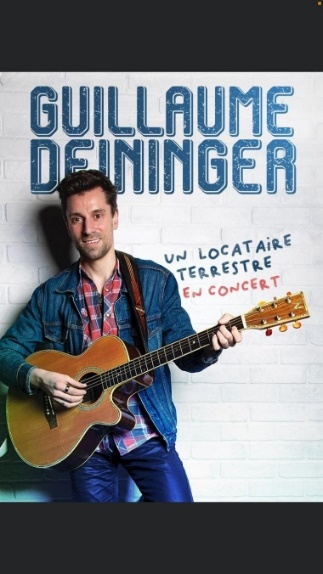 GUILLAUME
DEININGER
UN LOCATAIRE
TERRESTRE
EN CONCERT